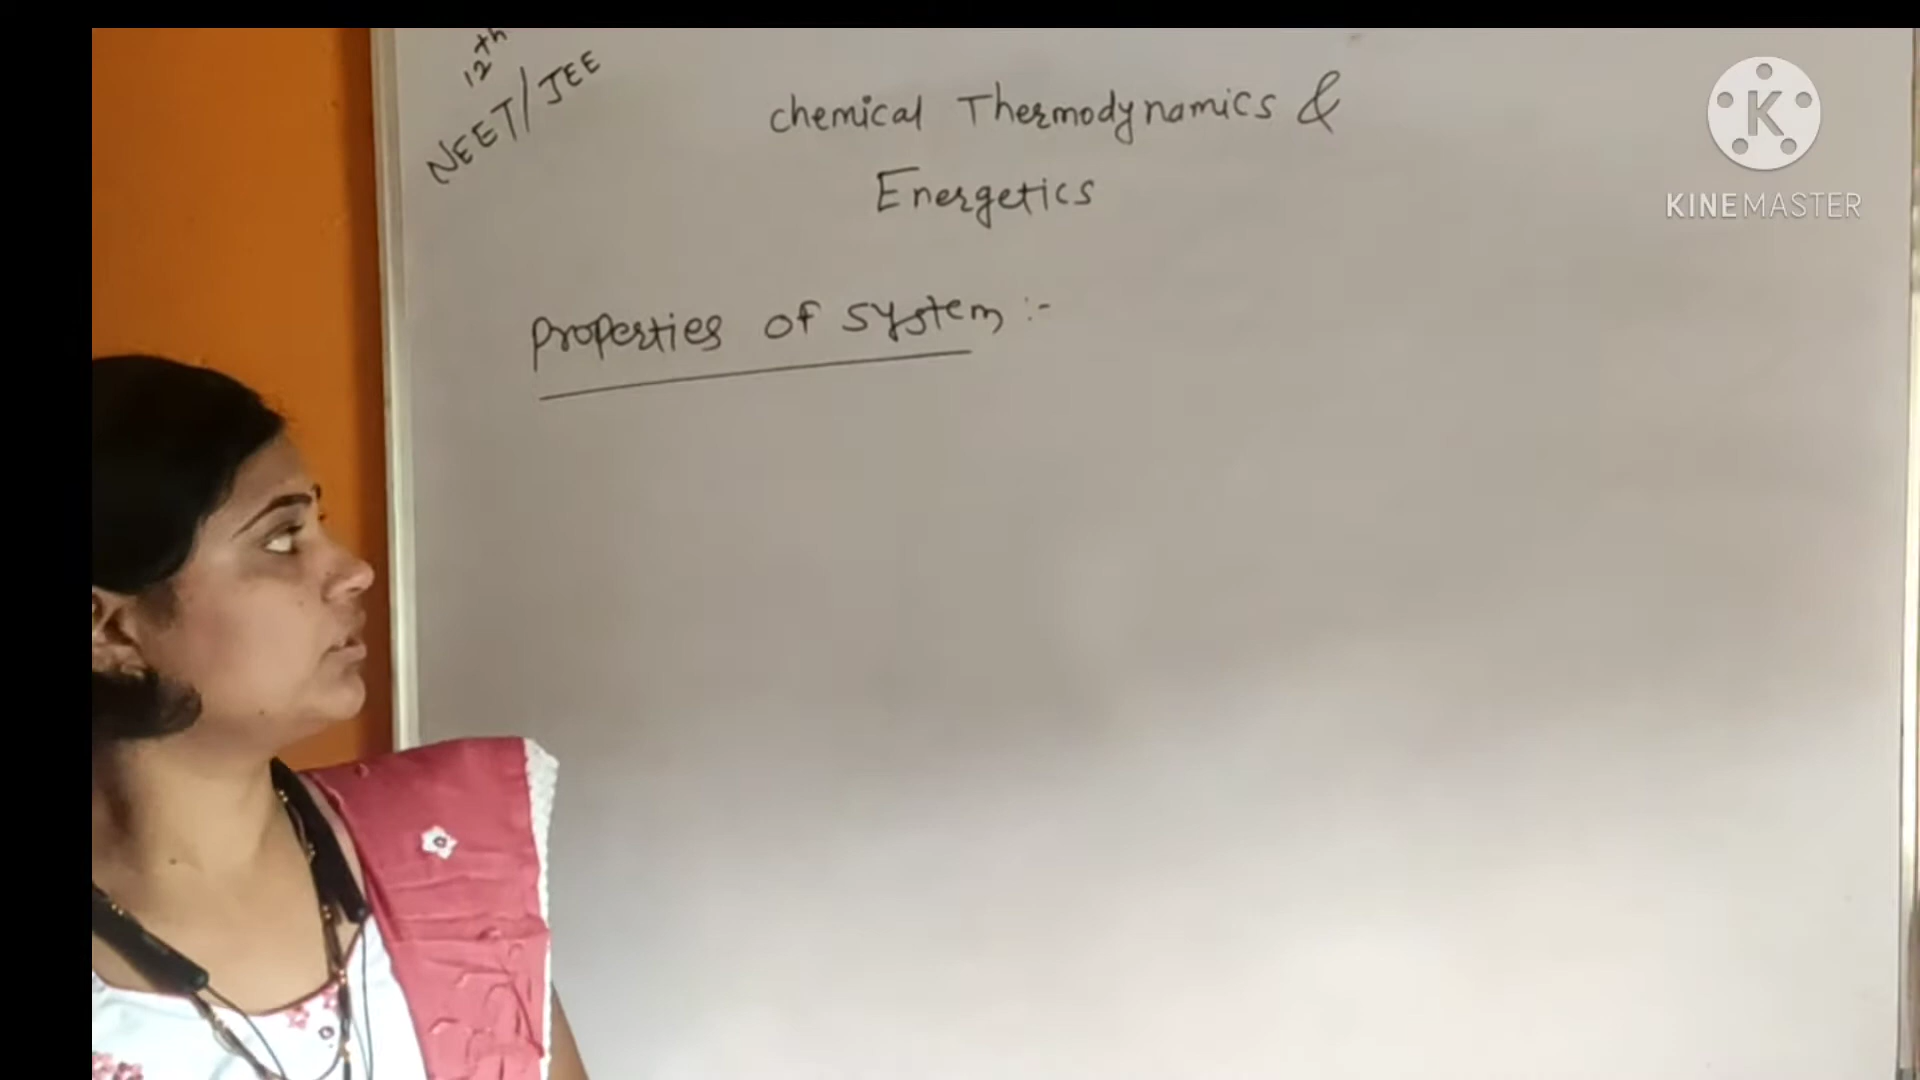 12th
NEET/JEE
chemical Thermodynamics &
Energetics
properties of system :-
K
KINEMASTER